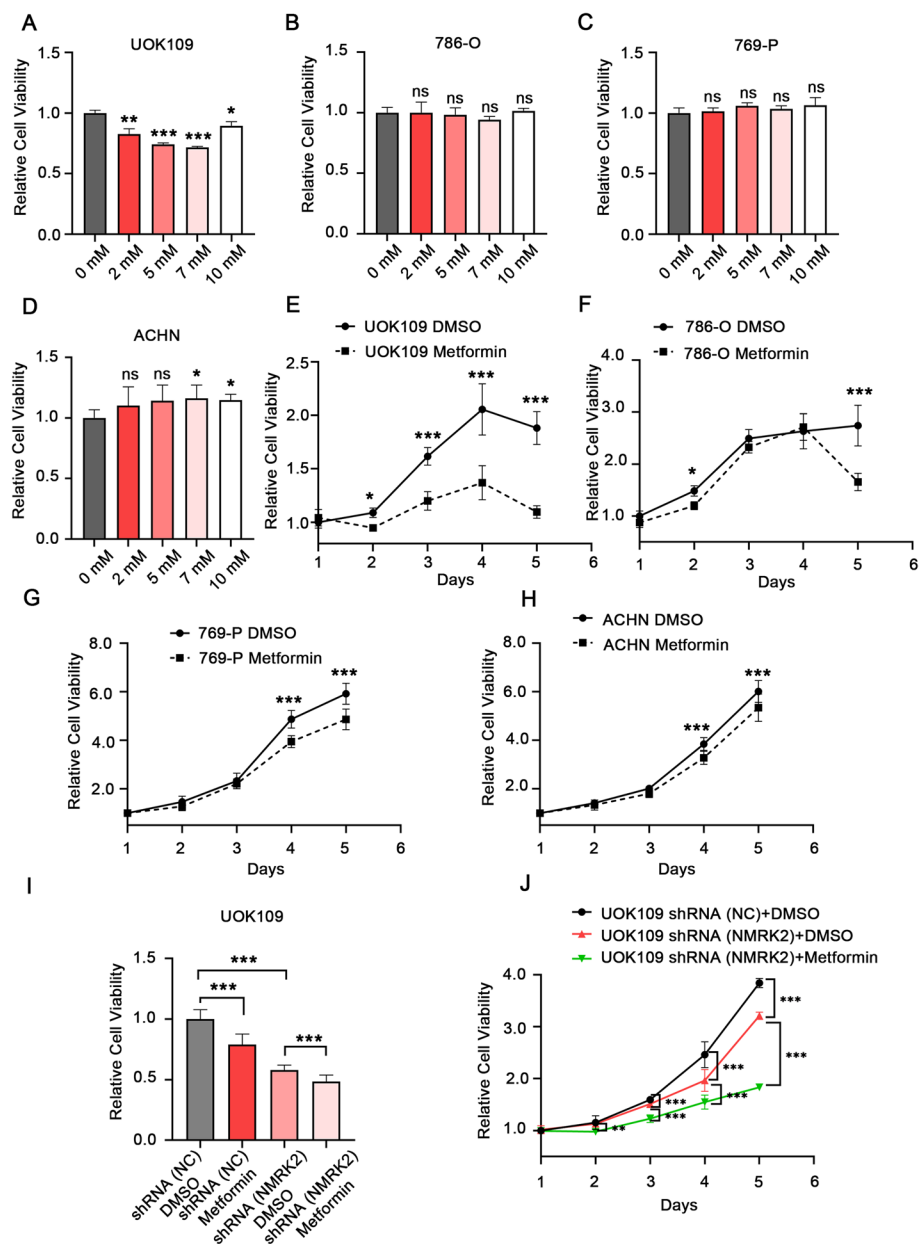 A
UOK109
Relative Cell Viability
1.5
1.0
0.5
0.0
**
***
***
*
0 mM
2 mM
5 mM
7 mM
10 mM
B
786-O
Relative Cell Viability
1.5
1.0
0.5
0.0
ns
ns
ns
ns
0 mM
2 mM
5 mM
7 mM
10 mM
C
769-P
Relative Cell Viability
1.5
1.0
0.5
0.0
ns
ns
ns
ns
0 mM
2 mM
5 mM
7 mM
10 mM
D
ACHN
Relative Cell Viability
1.5
1.0
0.5
0.0
ns
ns
*
*
0 mM
2 mM
5 mM
7 mM
10 mM
E
UOK109 DMSO
UOK109 Metformin
Relative Cell Viability
2.5
2.0
1.5
1.0
*
***
***
***
1 2 3 4 5 6
Days
F
786-O DMSO
786-O Metformin
Relative Cell Viability
4.0
3.0
2.0
1.0
*
***
1 2 3 4 5 6
Days
G
769-P DMSO
769-P Metformin
Relative Cell Viability
8.0
6.0
4.0
2.0
***
***
1 2 3 4 5 6
Days
H
ACHN DMSO
ACHN Metformin
Relative Cell Viability
8.0
6.0
4.0
2.0
***
***
1 2 3 4 5 6
Days
I
UOK109
Relative Cell Viability
1.5
1.0
0.5
0.0
***
***
***
shRNA (NC)
DMSO
shRNA (NC)
Metformin
shRNA (NMRK2)
DMSO
shRNA (NMRK2)
Metformin
J
UOK109 shRNA (NC)+DMSO
UOK109 shRNA (NMRK2)+DMSO
UOK109 shRNA (NMRK2)+Metformin
Relative Cell Viability
4.0
3.0
2.0
1.0
**
***
***
***
***
***
***
1 2 3 4 5 6
Days